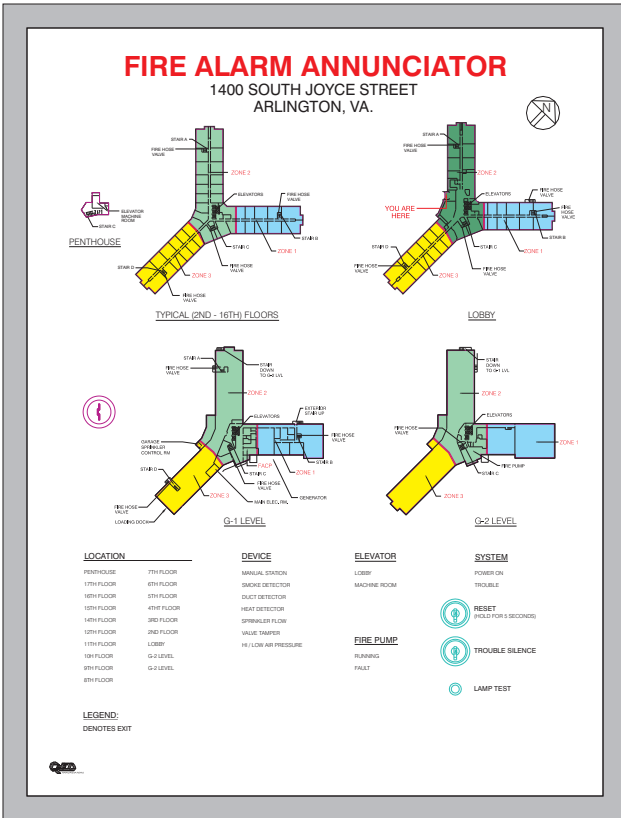 FIRE ALARM ANNUNCIATOR
1400 SOUTH JOYCE STREET
ARLINGTON, VA.
N
STAIR A
FIRE HOSE
VALVE
ZONE 2
ELEVATORS
FIRE HOSE
VALVE
STAIR B
ZONE 1
STAIR C
FIRE HOSE
VALVE
STAIR D
ZONE 3
FIRE HOSE
VALVE
TYPICAL (2ND - 16TH) FLOORS
ELEVATOR
MACHINE
ROOM
STAIR C
PENTHOUSE
STAIR A
FIRE HOSE
VALVE
ZONE 2
YOU ARE
HERE
ELEVATORS
FIRE HOSE
VALVE
FIRE
HOSE
VALVE
STAIR B
ZONE 1
STAIR C
FIRE HOSE
VALVE
STAIR D
ZONE 3
FIRE HOSE
VALVE
LOBBY
STAIR A
FIRE HOSE
VALVE
STAIR
DOWN
TO G-2 LVL
ZONE 2
ELEVATORS
EXTERIOR
STAIR UP
FIRE HOSE
VALVE
GARAGE
SPRINKLER
CONTROL RM
STAIR B
FACP
ZONE 1
STAIR C
FIRE HOSE
VALVE
STAIR D
ZONE 3
MAIN ELEC. RM.
GENERATOR
FIRE HOSE
VALVE
LOADING DOCK
G-1 LEVEL
STAIR
DOWN
TO G-1 LVL
ZONE 2
ELEVATORS
FIRE HOSE
VALVE
ZONE 1
FIRE PUMP
STAIR C
ZONE 3
G-2 LEVEL
LOCATION
PENTHOUSE
17TH FLOOR
16TH FLOOR
15TH FLOOR
14TH FLOOR
12TH FLOOR
11TH FLOOR
10H FLOOR
9TH FLOOR
8TH FLOOR
7TH FLOOR
6TH FLOOR
5TH FLOOR
4THT FLOOR
3RD FLOOR
2ND FLOOR
LOBBY
G-2 LEVEL
G-2 LEVEL
DEVICE
MANUAL STATION
SMOKE DETECTOR
DUCT DETECTOR
HEAT DETECTOR
SPRINKLER FLOW
VALVE TAMPER
HI / LOW AIR PRESSURE
ELEVATOR
LOBBY
MACHINE ROOM
FIRE PUMP
RUNNING
FAULT
SYSTEM
POWER ON
TROUBLE
RESET
(HOLD FOR 5 SECONDS)
TROUBLE SILENCE
LAMP TEST
LEGEND:
DENOTES EXIT